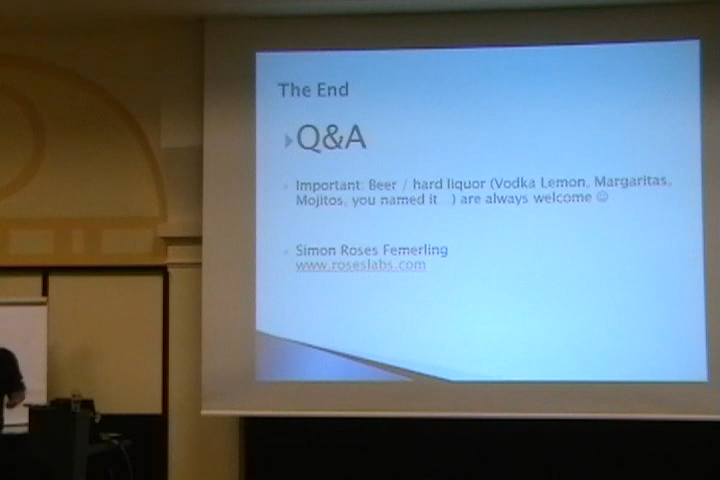 The End
Q&A
Important: Beer / hard liquor (Vodka Lemon, Margaritas,
Mojitos, you named it...) are always welcome ☺
Simon Roses Femerling
www.roseslabs.com